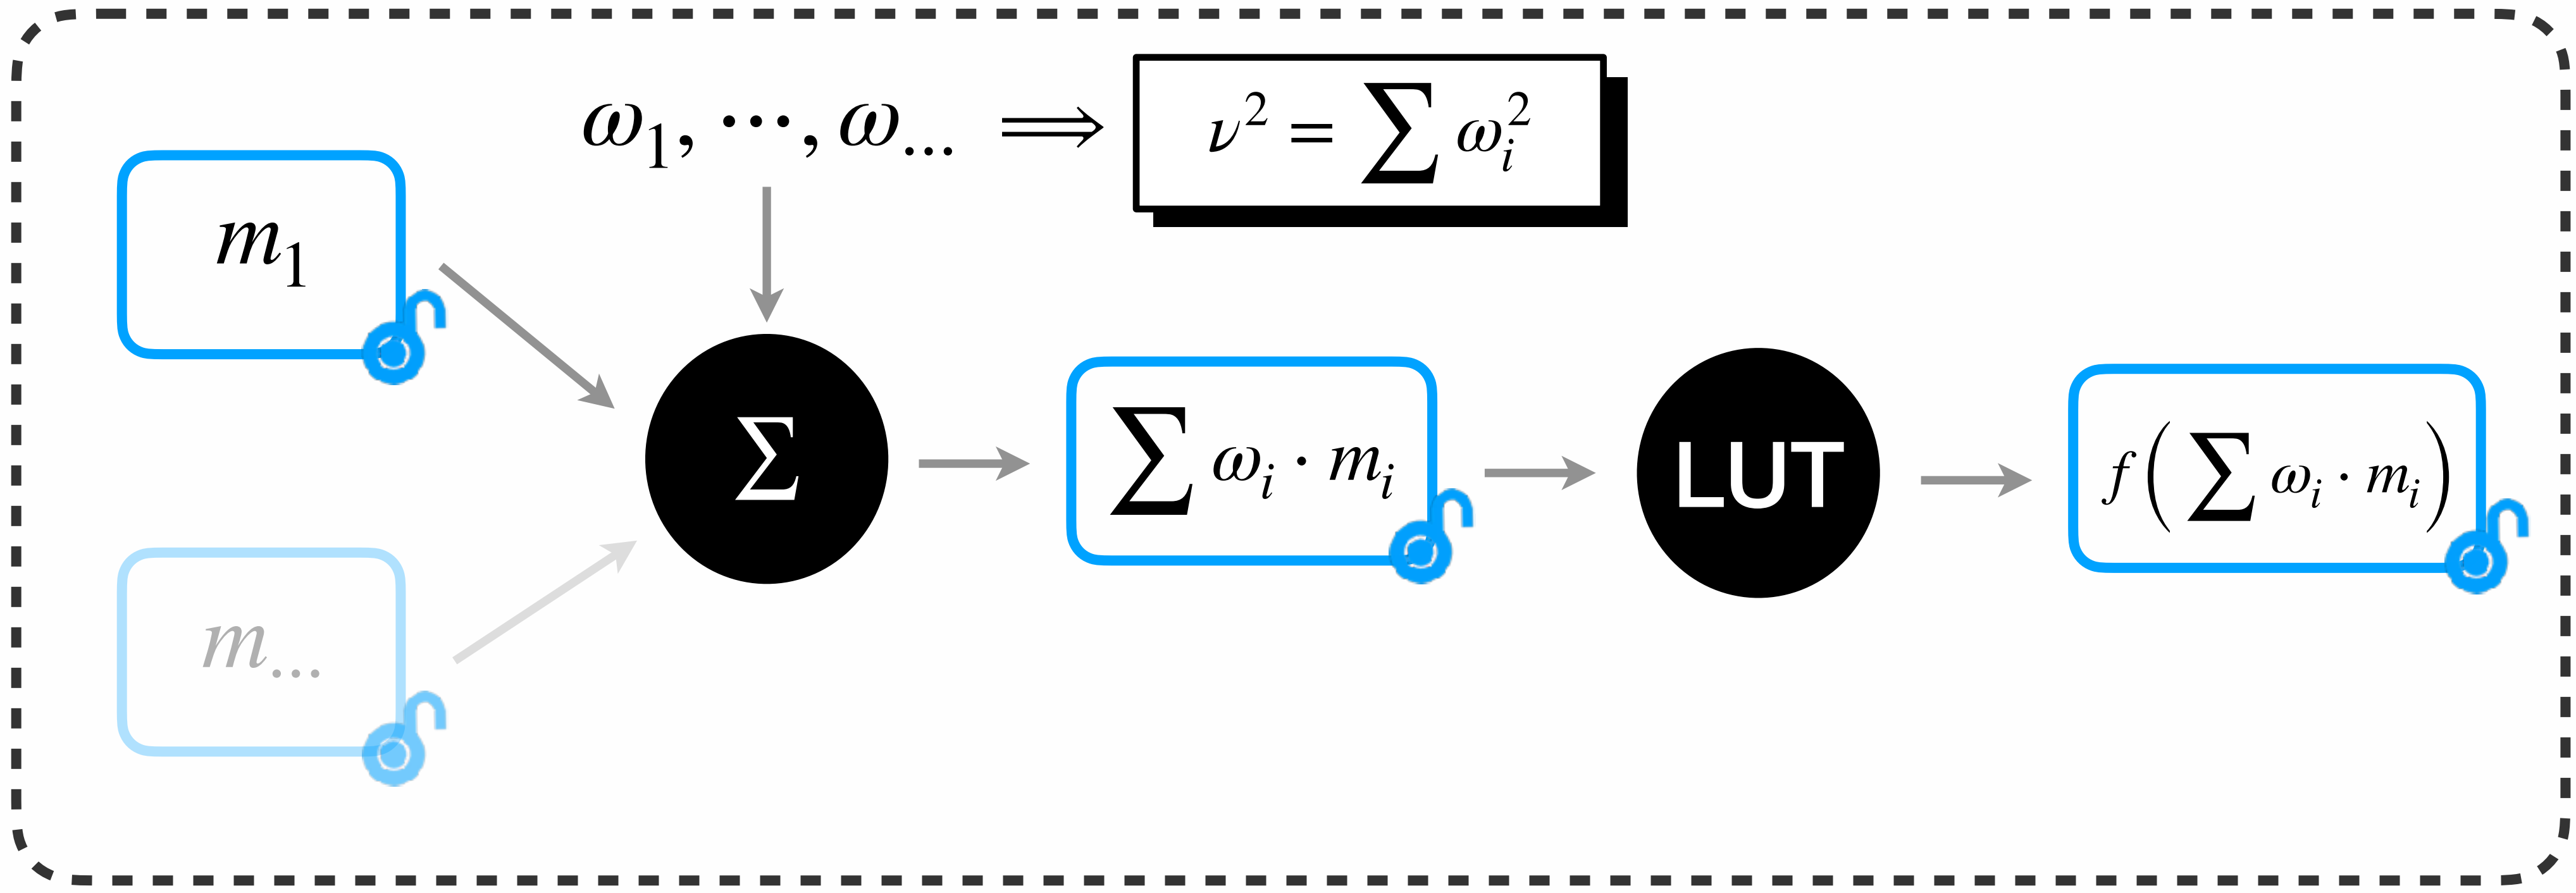 ω₁, ⋯, ω… ⟹ ν² = ∑ ωᵢ²
m₁
Σ
∑ ωᵢ · mᵢ
LUT
f(∑ ωᵢ · mᵢ)
m…